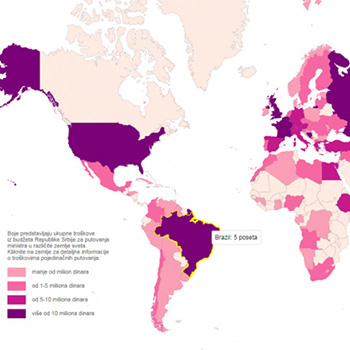 Brazil: 5 poseta
Boje predstavljaju ukupne troškove
iz budžeta Republike Srbije za putovanja
ministra u različite zemlje sveta.
Kliknite na zemlje za detaljne informacije
o troškovima pojedinačnih putovanja.
manje od miliona dinara
od 1-5 miliona dinara
od 5-10 miliona dinara
više od 10 miliona dinara